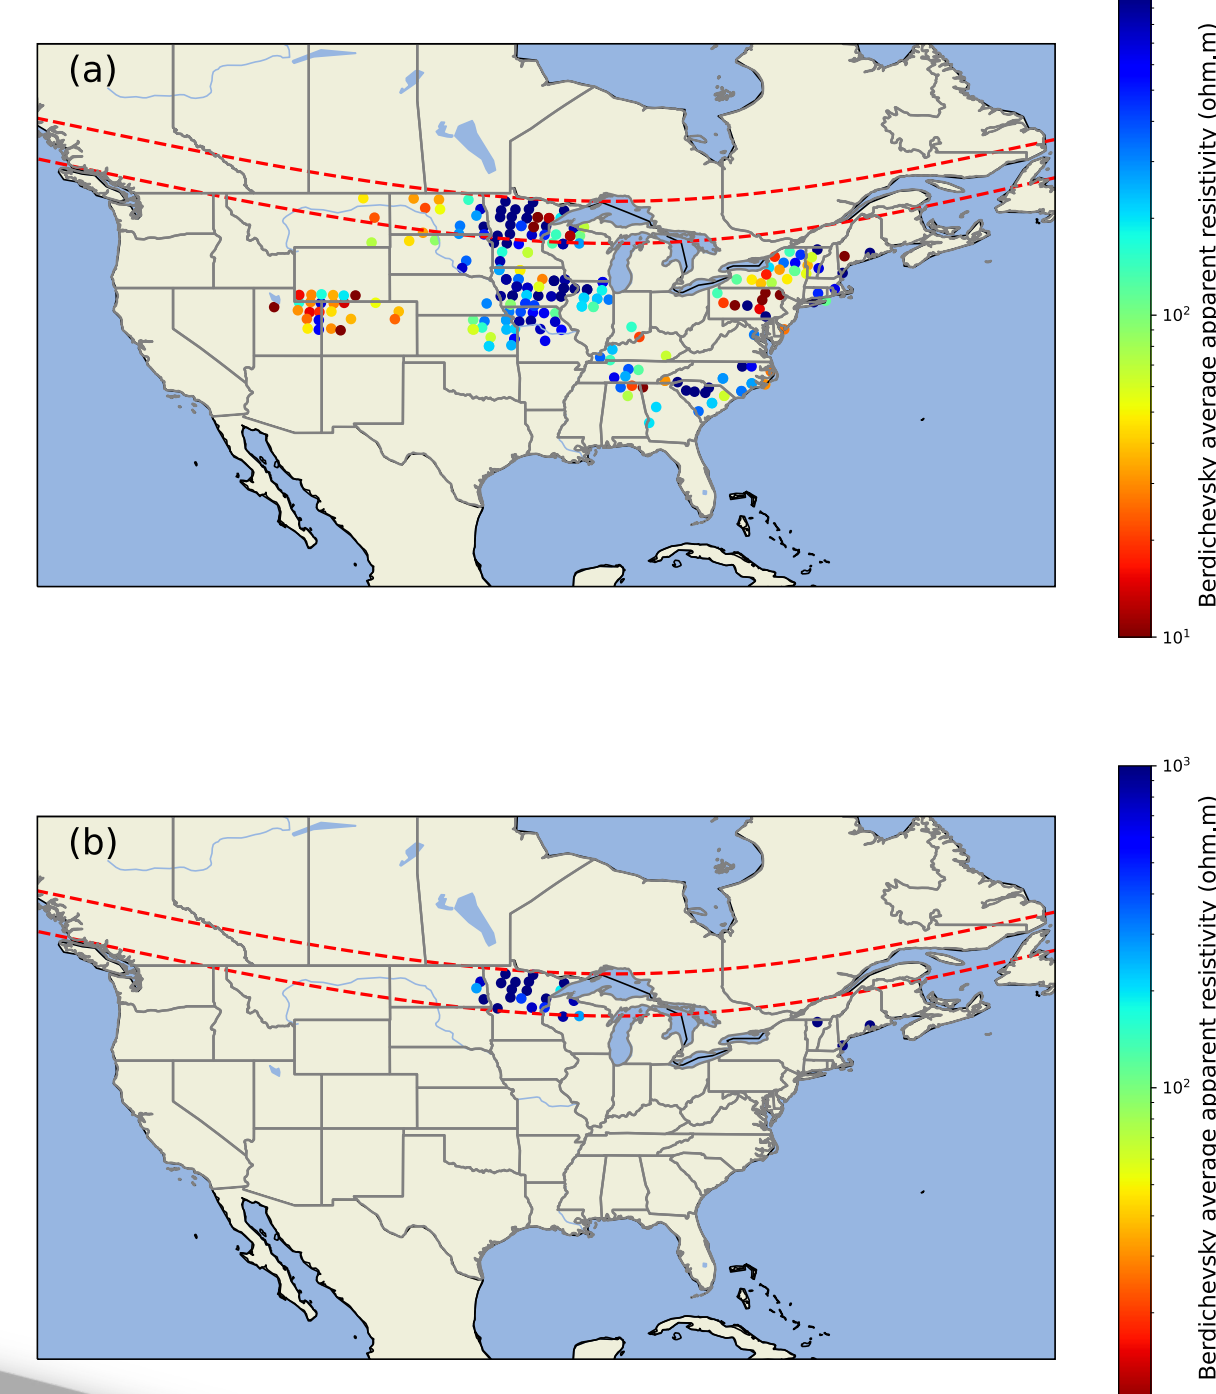 (a)
10²
10¹
Berdichevsky average apparent resistivity (ohm.m)
(b)
10³
10²
Berdichevsky average apparent resistivity (ohm.m)